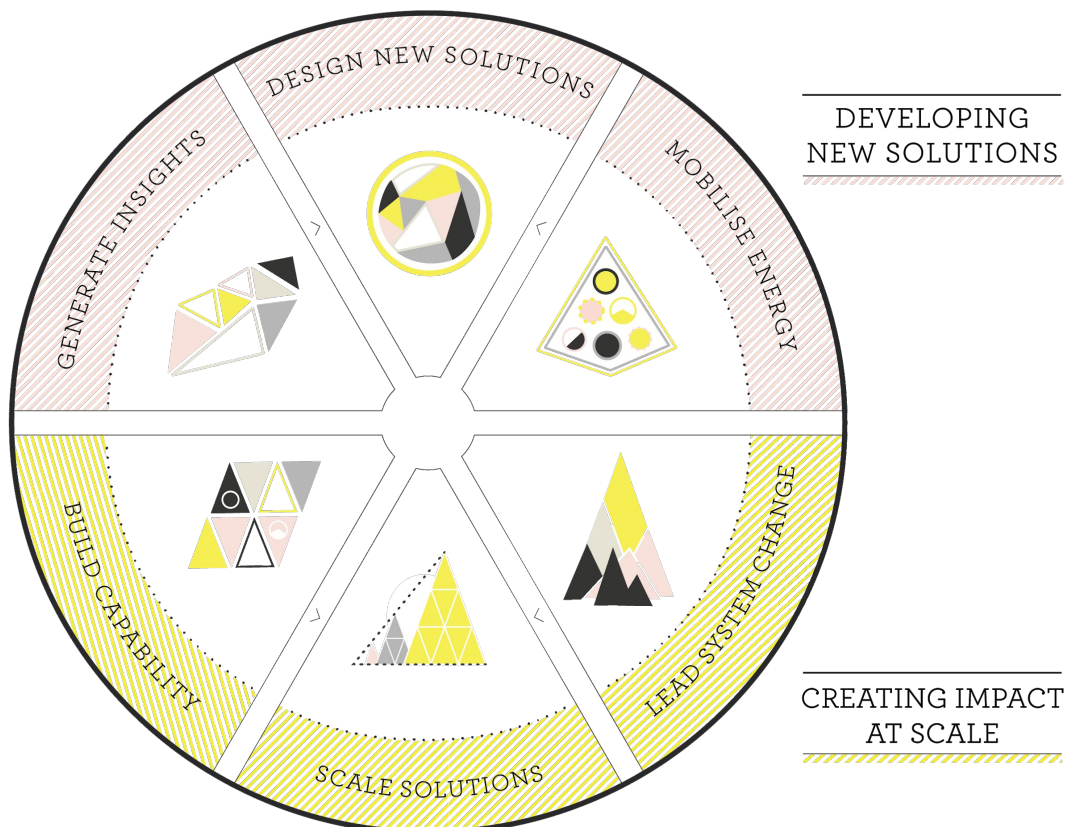 DESIGN NEW SOLUTIONS
GENERATE INSIGHTS
MOBILISE ENERGY
DEVELOPING
NEW SOLUTIONS
BUILD CAPABILITY
SCALE SOLUTIONS
LEAD SYSTEM CHANGE
CREATING IMPACT
AT SCALE